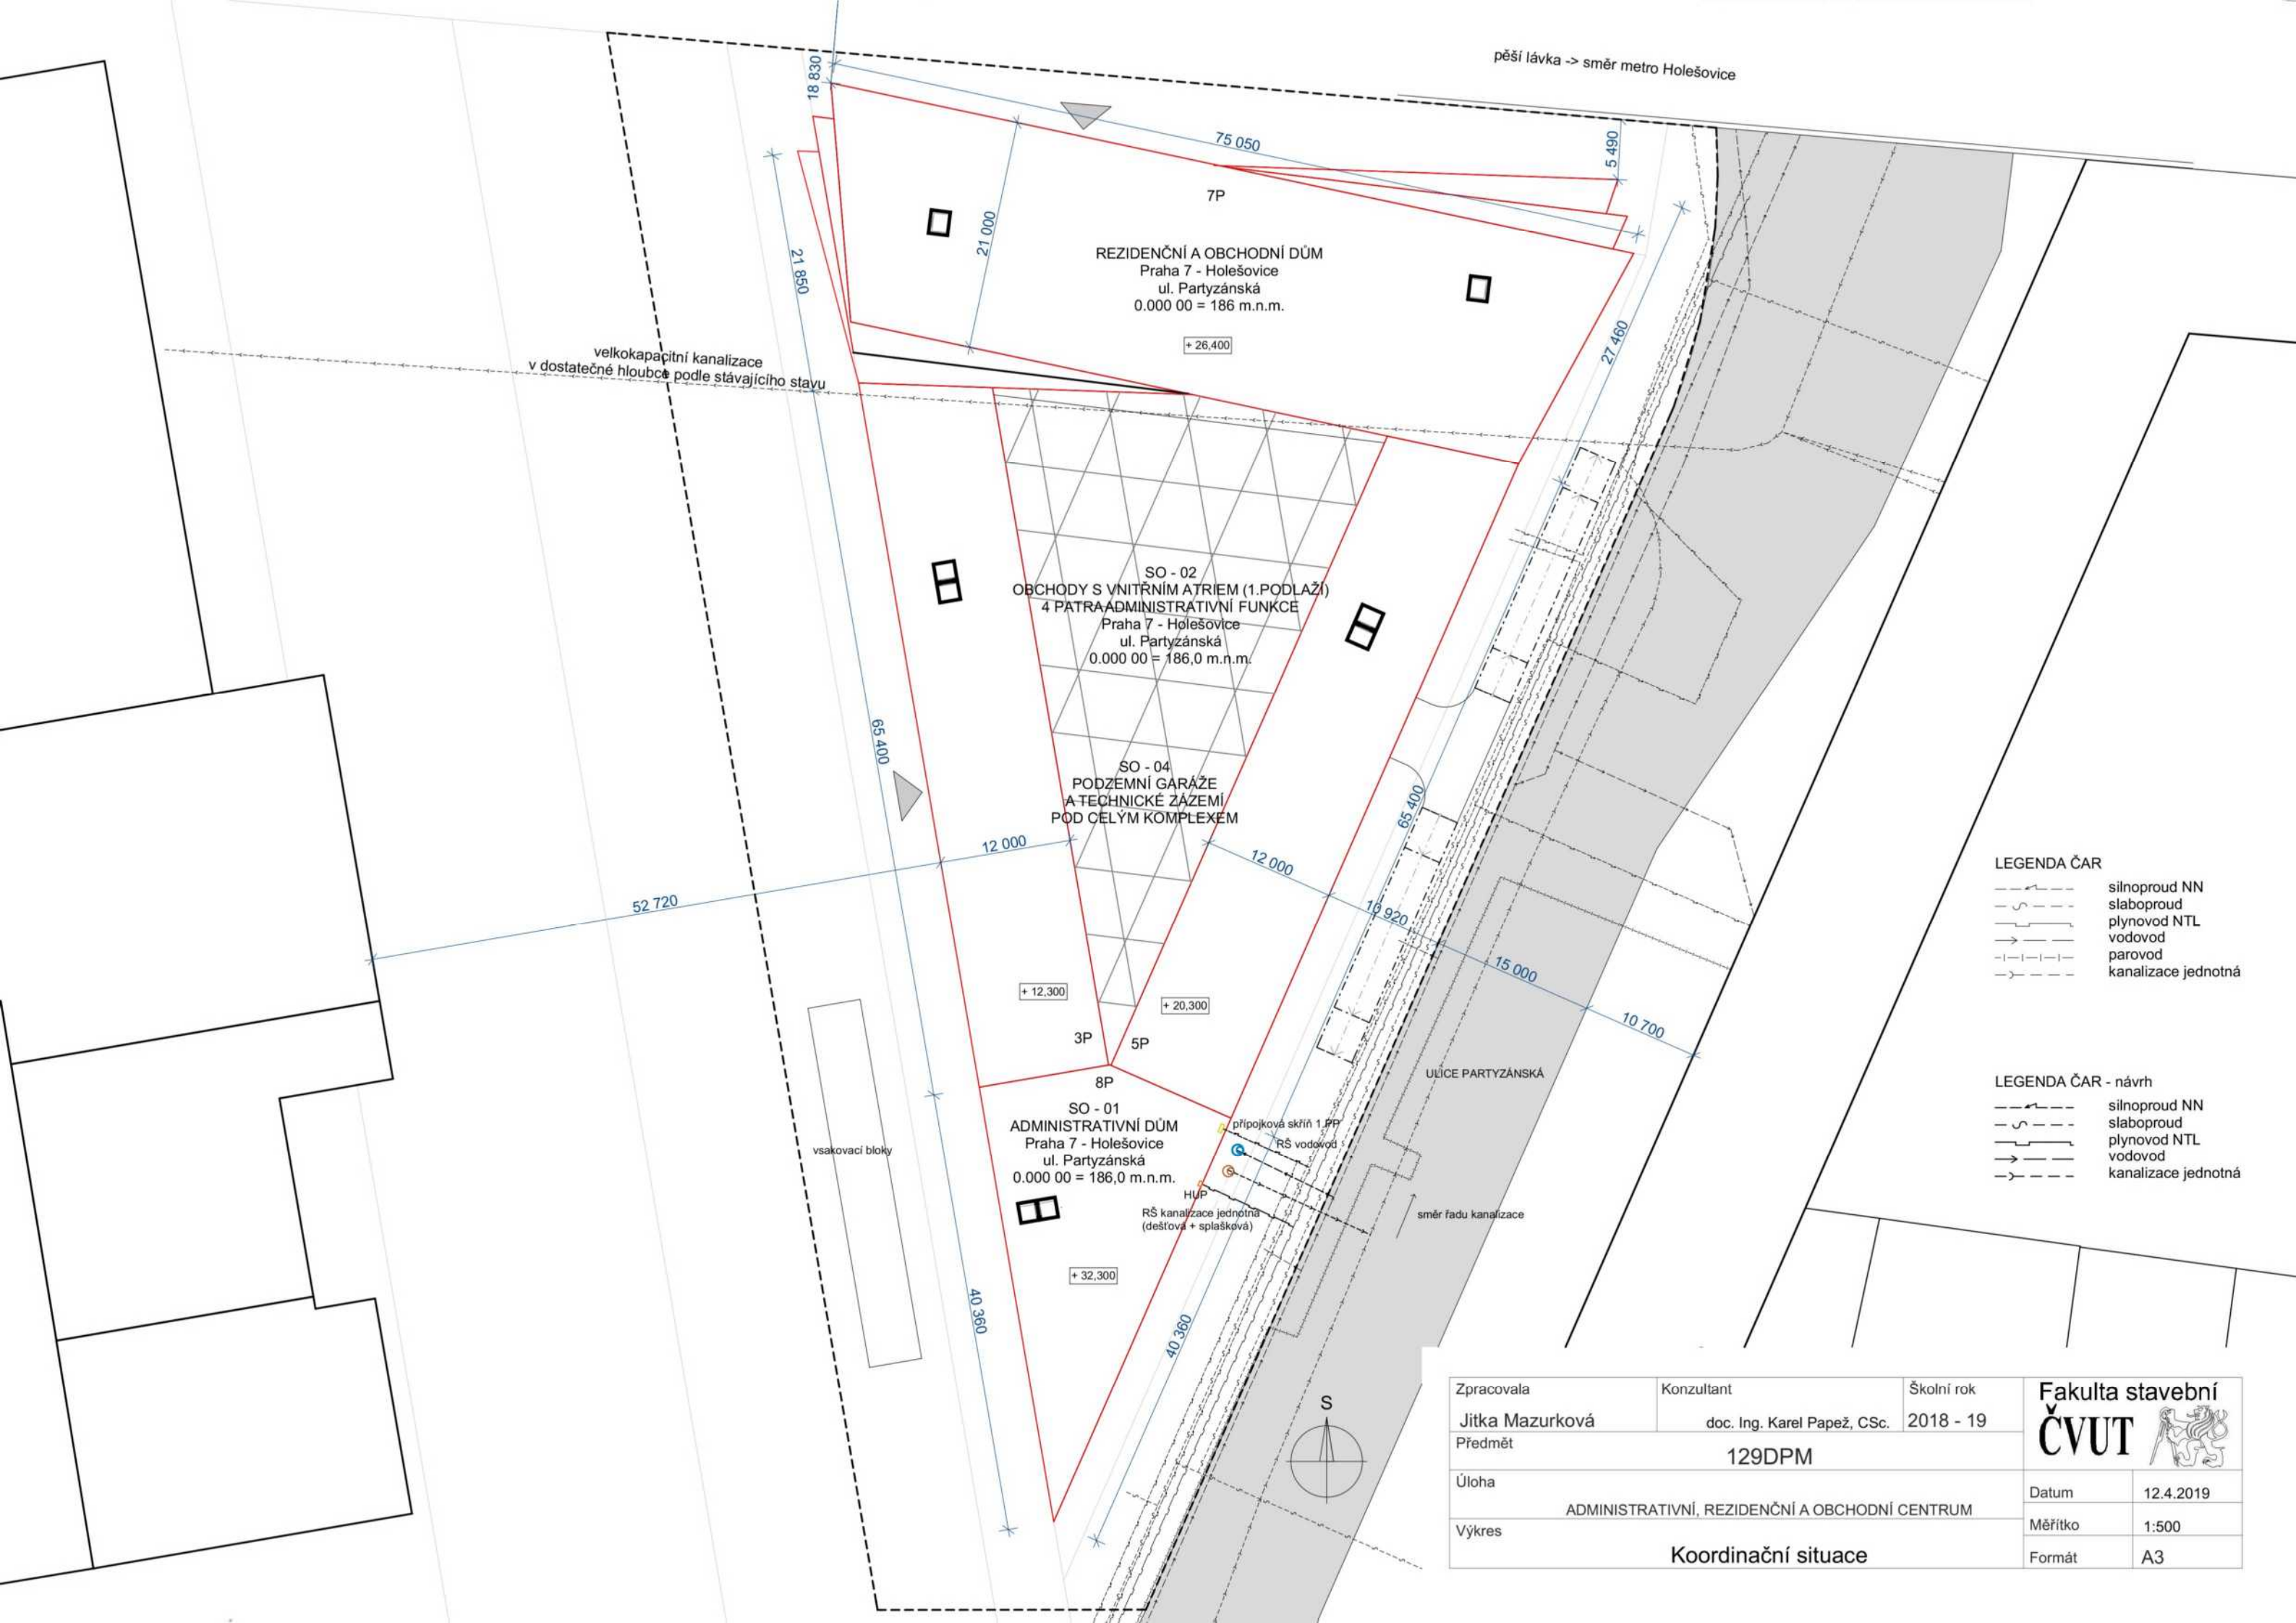 pěší lávka -> směr metro Holešovice
18 830
75 050
5 490
7P
21 000
21 850
REZIDENČNÍ A OBCHODNÍ DŮM
Praha 7 - Holešovice
ul. Partyzánská
0.000 00 = 186 m.n.m.
+ 26,400
27 460
velkokapacitní kanalizace
v dostatečné hloubce podle stávajícího stavu
SO - 02
OBCHODY S VNITŘNÍM ATRIEM (1.PODLAŽÍ)
4 PATRA ADMINISTRATIVNÍ FUNKCE
Praha 7 - Holešovice
ul. Partyzánská
0.000 00 = 186,0 m.n.m.
65 400
SO - 04
PODZEMNÍ GARÁŽE
A TECHNICKÉ ZÁZEMÍ
POD CELÝM KOMPLEXEM
65 400
12 000
12 000
52 720
10 920
15 000
10 700
+ 12,300
+ 20,300
3P
5P
8P
SO - 01
ADMINISTRATIVNÍ DŮM
Praha 7 - Holešovice
ul. Partyzánská
0.000 00 = 186,0 m.n.m.
vsakovací bloky
ULICE PARTYZÁNSKÁ
přípojková skříň 1.PP
RŠ vodovod
HUP
RŠ kanalizace jednotná
(dešťová + splašková)
směr řadu kanalizace
+ 32,300
40 360
40 360
S
LEGENDA ČAR
silnoproud NN
slaboproud
plynovod NTL
vodovod
parovod
kanalizace jednotná
LEGENDA ČAR - návrh
silnoproud NN
slaboproud
plynovod NTL
vodovod
kanalizace jednotná
Zpracovala
Jitka Mazurková
Konzultant
doc. Ing. Karel Papež, CSc.
Školní rok
2018 - 19
Fakulta stavební
ČVUT
Předmět
129DPM
Úloha
ADMINISTRATIVNÍ, REZIDENČNÍ A OBCHODNÍ CENTRUM
Datum
12.4.2019
Výkres
Koordinační situace
Měřítko
1:500
Formát
A3